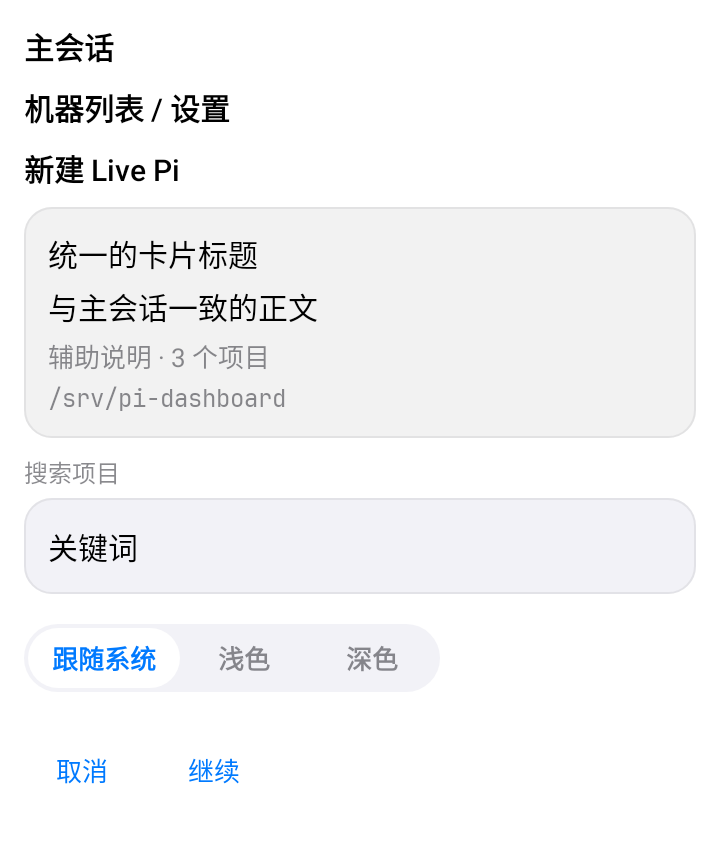 主会话
机器列表 / 设置
新建 Live Pi
统一的卡片标题
与主会话一致的正文
辅助说明 · 3 个项目
/srv/pi-dashboard
搜索项目
关键词
跟随系统 浅色 深色
取消 继续